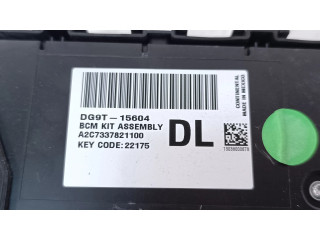 DG9T-15604
BCM KIT ASSEMBLY
A2C7337821100
KEY CODE:22175
DL
CONTINENTAL
MADE IN MEXICO